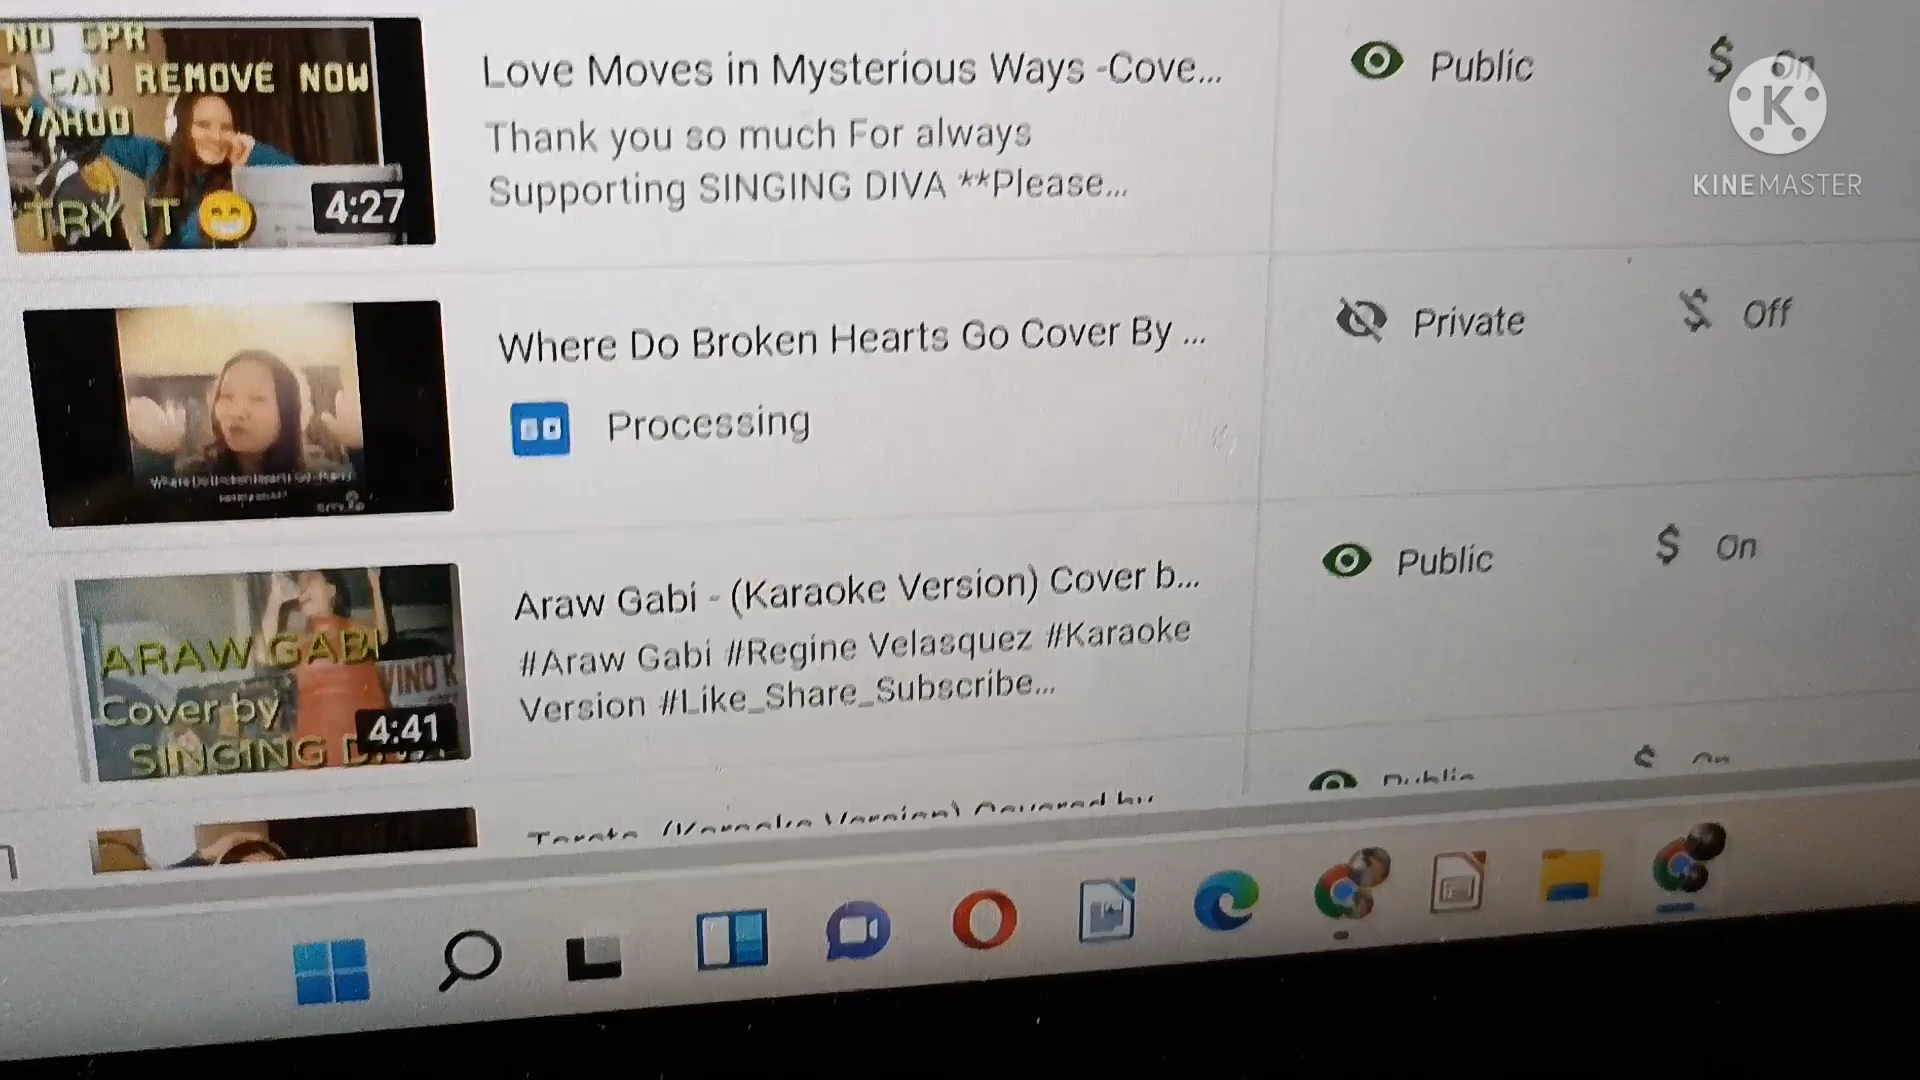 NO CPR
I CAN REMOVE NOW
YAHOO
TRY IT
4:27
Love Moves in Mysterious Ways -Cove...
Thank you so much For always
Supporting SINGING DIVA **Please...
Public
$ On
KINEMASTER
Where Do Broken Hearts Go Cover By ...
Processing
Private
Off
ARAW GABI
Cover by
SINGING
4:41
Araw Gabi - (Karaoke Version) Cover b...
#Araw Gabi #Regine Velasquez #Karaoke
Version #Like_Share_Subscribe...
Public
$ On